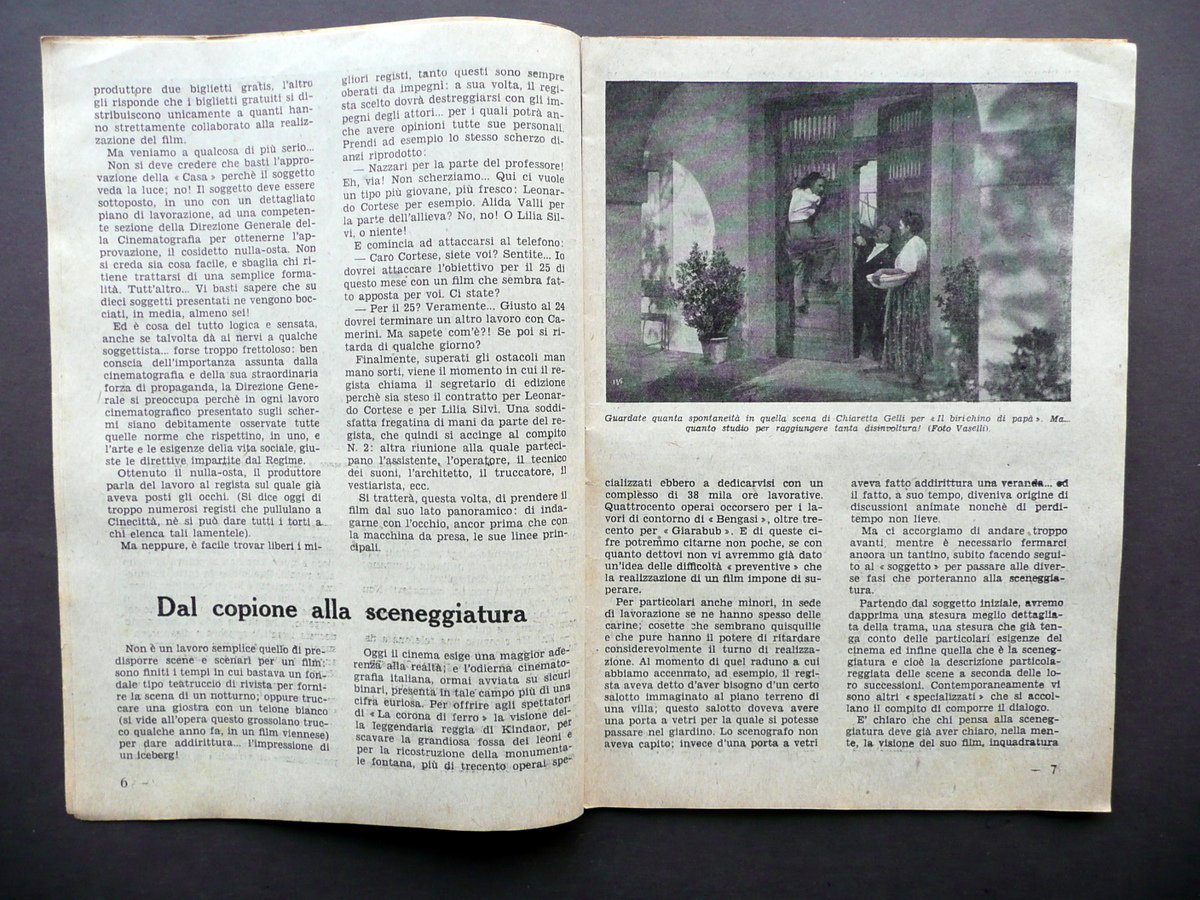 produttore due biglietti gratis, l'altro
gli risponde che i biglietti gratuiti si di-
stribuiscono unicamente a quanti han-
no strettamente collaborato alla realiz-
zazione del film.
Ma veniamo a qualcosa di più serio...
Non si deve credere che basti l'appro-
vazione della « Casa » perchè il soggetto
veda la luce; no! Il soggetto deve essere
sottoposto, in uno con un dettagliato
piano di lavorazione, ad una competen-
te sezione della Direzione Generale del-
la Cinematografia per ottenerne l'ap-
provazione, il cosidetto nulla-osta. Non
si creda sia cosa facile, e sbaglia chi ri-
tiene trattarsi di una semplice forma-
lità. Tutt'altro... Vi basti sapere che su
dieci soggetti presentati ne vengono boc-
ciati, in media, almeno sei!
Ed è cosa del tutto logica e sensata,
anche se talvolta dà ai nervi a qualche
soggettista... forse troppo frettoloso: ben
conscia dell'importanza assunta dalla
cinematografia e della sua straordinaria
forza di propaganda, la Direzione Gene-
rale si preoccupa perchè in ogni lavoro
cinematografico presentato sugli scher-
mi siano debitamente osservate tutte
quelle norme che rispettino, in uno, e
l'arte e le esigenze della vita sociale, giu-
ste le direttive impartite dal Regime.
Ottenuto il nulla-osta, il produttore
parla del lavoro al regista sul quale già
aveva posti gli occhi. (Si dice oggi di
troppo numerosi registi che pullulano a
Cinecittà, nè si può dare tutti i torti a
chi elenca tali lamentele).
Ma neppure, è facile trovar liberi i mi-
gliori registi, tanto questi sono sempre
oberati da impegni: a sua volta, il regi-
sta scelto dovrà destreggiarsi con gli im-
pegni degli attori... per i quali potrà an-
che avere opinioni tutte sue personali.
Prendi ad esempio lo stesso scherzo di-
anzi riprodotto:
— Nazzari per la parte del professore!
Eh, via! Non scherziamo... Qui ci vuole
un tipo più giovane, più fresco: Leonar-
do Cortese per esempio. Alida Valli per
la parte dell'allieva? No, no! O Lilia Sil-
vi, o niente!
E comincia ad attaccarsi al telefono:
— Caro Cortese, siete voi? Sentite... Io
dovrei attaccare l'obiettivo per il 25 di
questo mese con un film che sembra fat-
to apposta per voi. Ci state?
— Per il 25? Veramente... Giusto al 24
dovrei terminare un altro lavoro con Ca-
merini. Ma sapete com'è?! Se poi si ri-
tarda di qualche giorno?
Finalmente, superati gli ostacoli man
mano sorti, viene il momento in cui il re-
gista chiama il segretario di edizione
perchè sia steso il contratto per Leonar-
do Cortese e per Lilia Silvi. Una soddi-
sfatta fregatina di mani da parte del re-
gista, che quindi si accinge al compito
N. 2: altra riunione alla quale parteci-
pano l'assistente, l'operatore, il tecnico
dei suoni, l'architetto, il truccatore, il
vestiarista, ecc.
Si tratterà, questa volta, di prendere il
film dal suo lato panoramico: di inda-
garne con l'occhio, ancor prima che con
la macchina da presa, le sue linee prin-
cipali.
Dal copione alla sceneggiatura
Non è un lavoro semplice quello di pre-
disporre scene e scenari per un film:
sono finiti i tempi in cui bastava un fon-
dale tipo teatruccio di rivista per forni-
re la scena di un notturno; oppure truc-
care una giostra con un telone bianco
(si vide all'opera questo grossolano truc-
co qualche anno fa, in un film viennese)
per dare addirittura... l'impressione di
un iceberg!
Oggi il cinema esige una maggior ade-
renza alla realtà; e l'odierna cinemato-
grafia italiana, ormai avviata su sicuri
binari, presenta in tale campo più di una
cifra curiosa. Per offrire agli spettatori
di « La corona di ferro » la visione del-
la leggendaria reggia di Kindaor, per
scavare la grandiosa fossa dei leoni e
per la ricostruzione della monumenta-
le fontana, più di trecento operai spe-
6 —
Guardate quanta spontaneità in quella scena di Chiaretta Gelli per « Il birichino di papà ». Ma...
quanto studio per raggiungere tanta disinvoltura! (Foto Vaselli).
cializzati ebbero a dedicarvisi con un
complesso di 38 mila ore lavorative.
Quattrocento operai occorsero per i la-
vori di contorno di « Bengasi », oltre tre-
cento per « Giarabub ». E di queste ci-
fre potremmo citarne non poche, se con
quanto dettovi non vi avremmo già dato
un'idea delle difficoltà « preventive » che
la realizzazione di un film impone di su-
perare.
Per particolari anche minori, in sede
di lavorazione se ne hanno spesso delle
carine; cosette che sembrano quisquilie
e che pure hanno il potere di ritardare
considerevolmente il turno di realizza-
zione. Al momento di quel raduno a cui
abbiamo accennato, ad esempio, il regi-
sta aveva detto d'aver bisogno d'un certo
salotto immaginato al piano terreno di
una villa; questo salotto doveva avere
una porta a vetri per la quale si potesse
passare nel giardino. Lo scenografo non
aveva capito; invece d'una porta a vetri
aveva fatto addirittura una veranda... ed
il fatto, a suo tempo, diveniva origine di
discussioni animate nonchè di perdi-
tempo non lieve.
Ma ci accorgiamo di andare troppo
avanti, mentre è necessario fermarci
ancora un tantino, subito facendo segui-
to al « soggetto » per passare alle diver-
se fasi che porteranno alla sceneggia-
tura.
Partendo dal soggetto iniziale, avremo
dapprima una stesura meglio dettaglia-
ta della trama, una stesura che già ten-
ga conto delle particolari esigenze del
cinema ed infine quella che è la sceneg-
giatura e cioè la descrizione particola-
reggiata delle scene a seconda delle lo-
ro successioni. Contemporaneamente vi
sono altri « specializzati » che si accol-
lano il compito di comporre il dialogo.
E' chiaro che chi pensa alla sceneg-
giatura deve già aver chiaro, nella men-
te, la visione del suo film, inquadratura
— 7